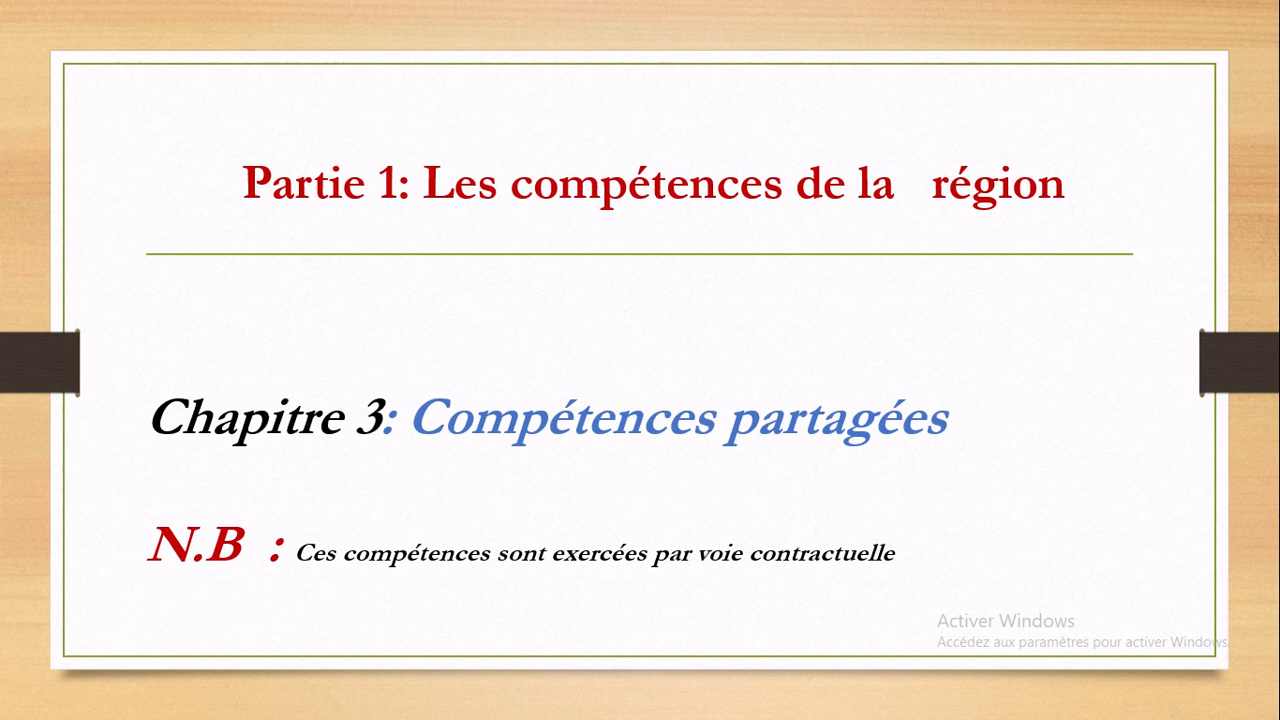 Partie 1: Les compétences de la région
Chapitre 3: Compétences partagées
N.B : Ces compétences sont exercées par voie contractuelle
Activer Windows
Accédez aux paramètres pour activer Windows.